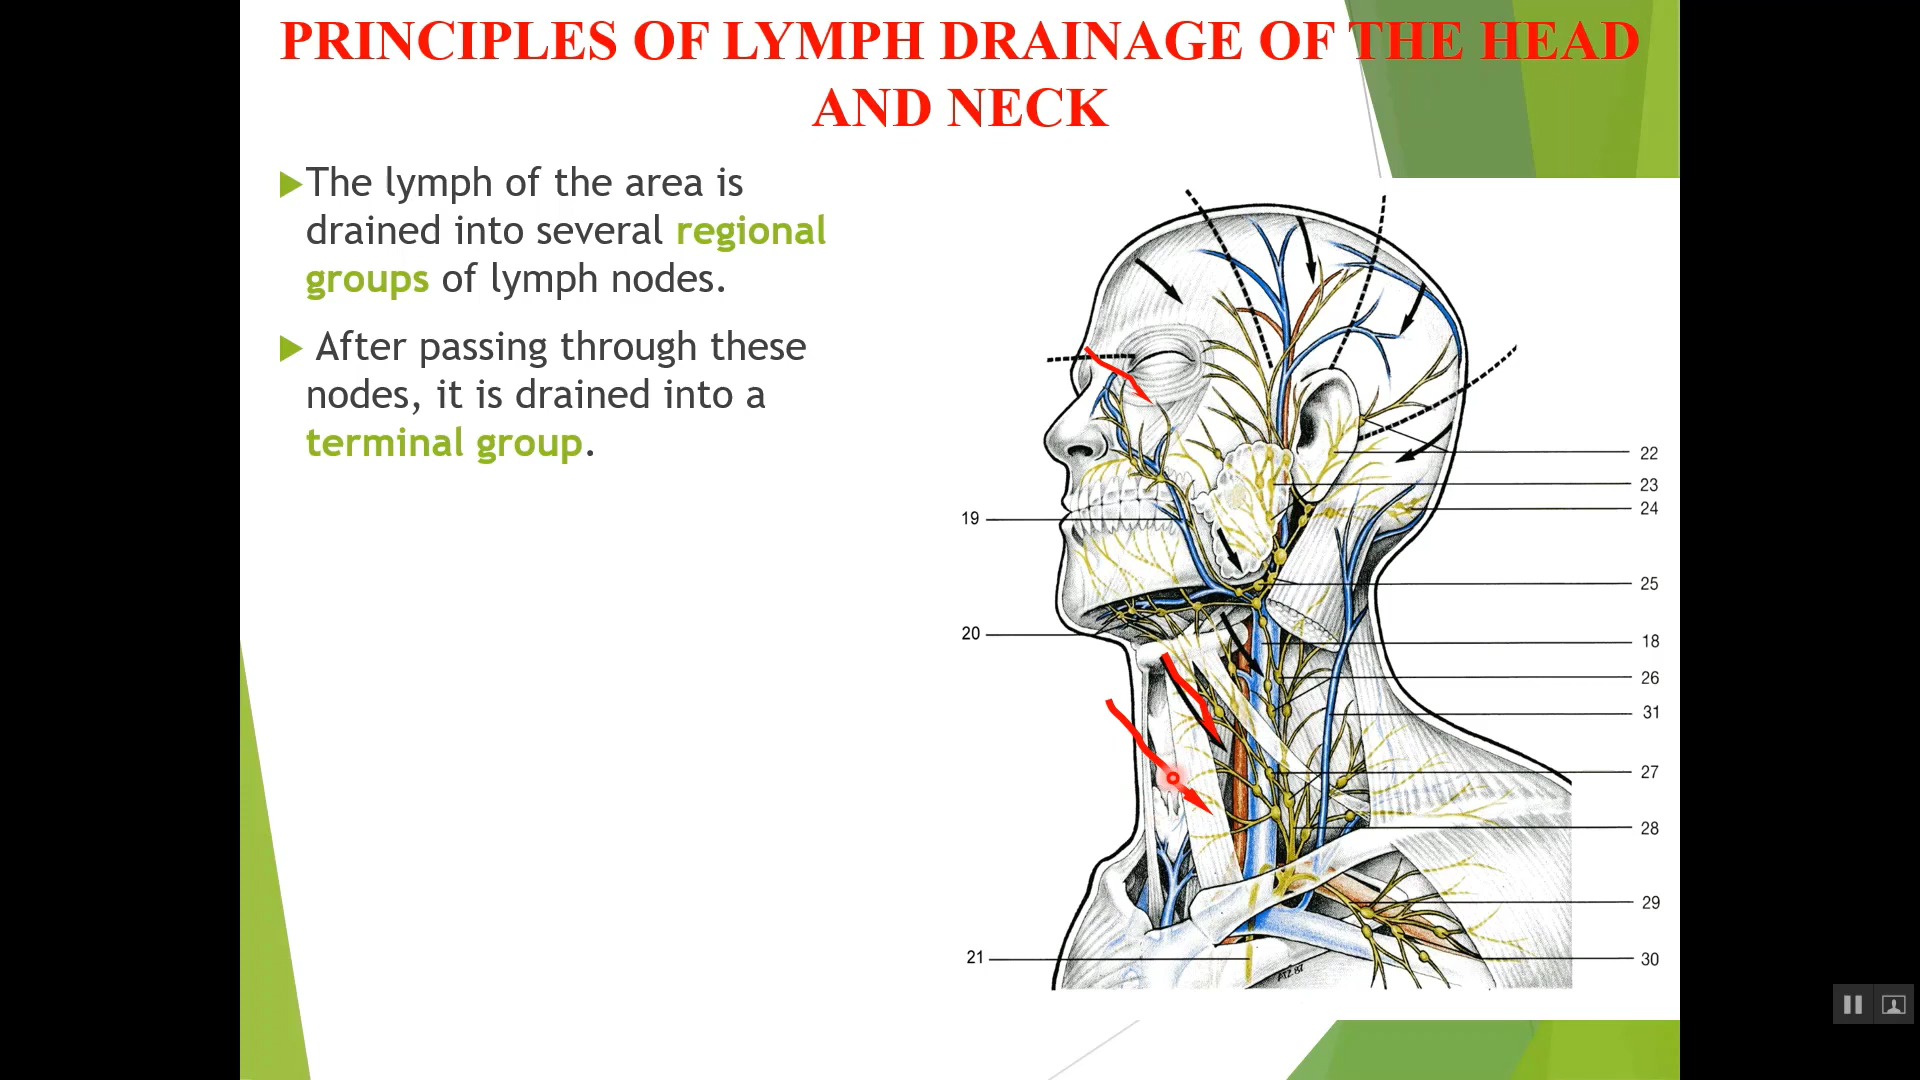 PRINCIPLES OF LYMPH DRAINAGE OF THE HEAD
AND NECK
The lymph of the area is
drained into several regional
groups of lymph nodes.
After passing through these
nodes, it is drained into a
terminal group.
19
20
21
22
23
24
25
18
26
31
27
28
29
30